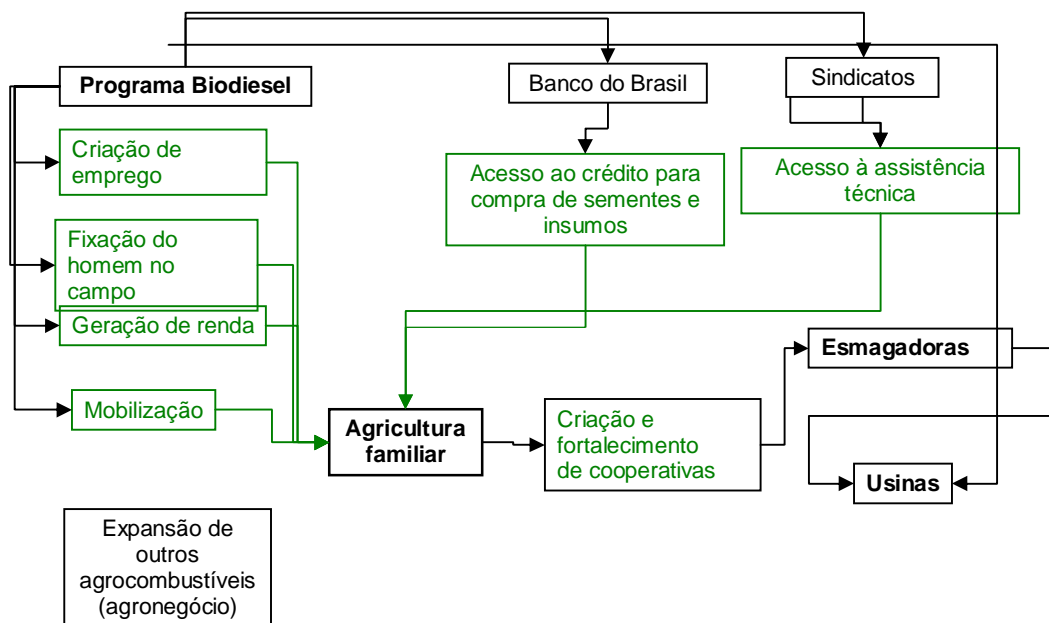 Programa Biodiesel
Banco do Brasil
Sindicatos
Criação de
emprego
Acesso ao crédito para
compra de sementes e
insumos
Acesso à assistência
técnica
Fixação do
homem no
campo
Geração de renda
Esmagadoras
Mobilização
Agricultura
familiar
Criação e
fortalecimento
de cooperativas
Usinas
Expansão de
outros
agrocombustíveis
(agronegócio)